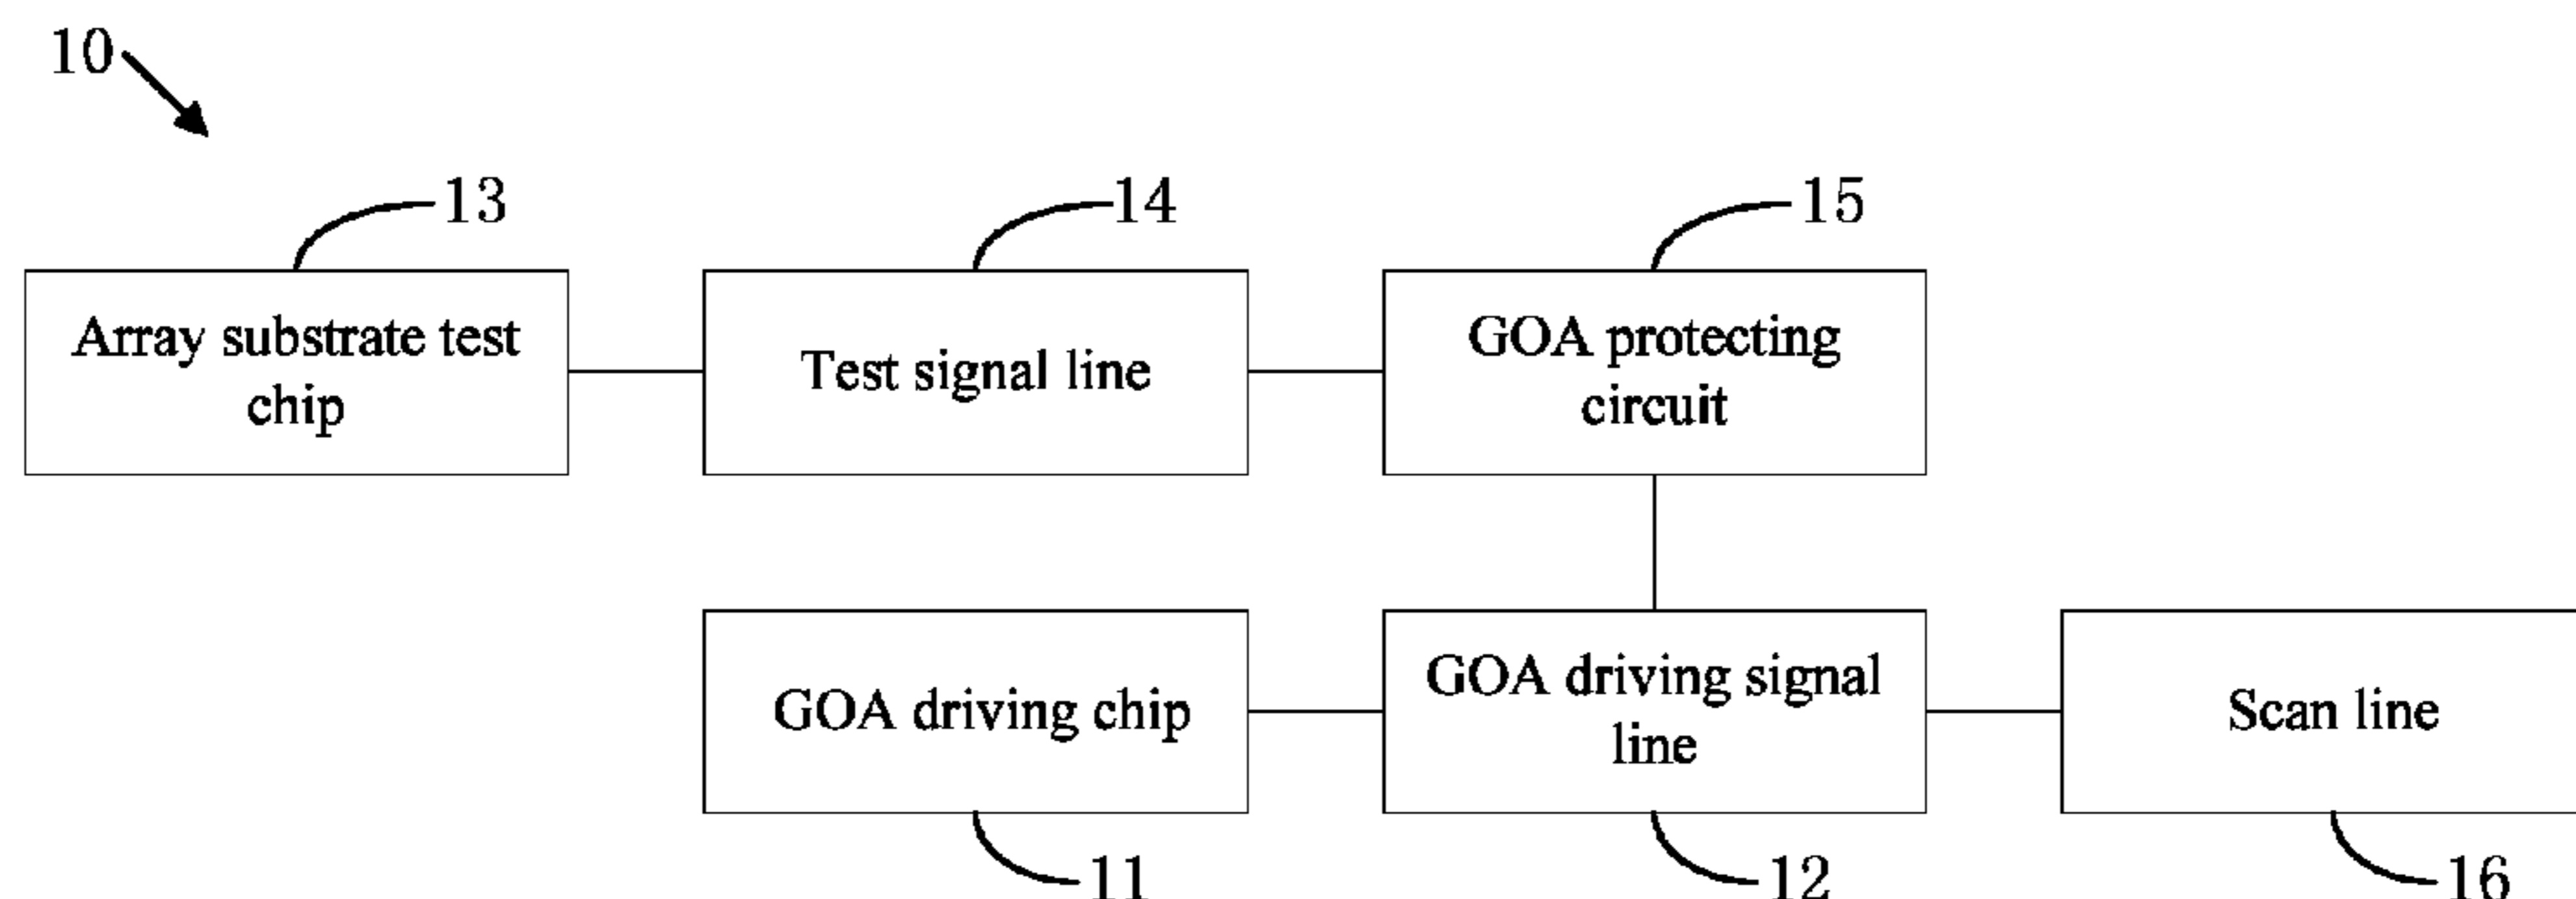 10
13
14
15
Array substrate test
chip
Test signal line
GOA protecting
circuit
GOA driving chip
GOA driving signal
line
Scan line
11
12
16